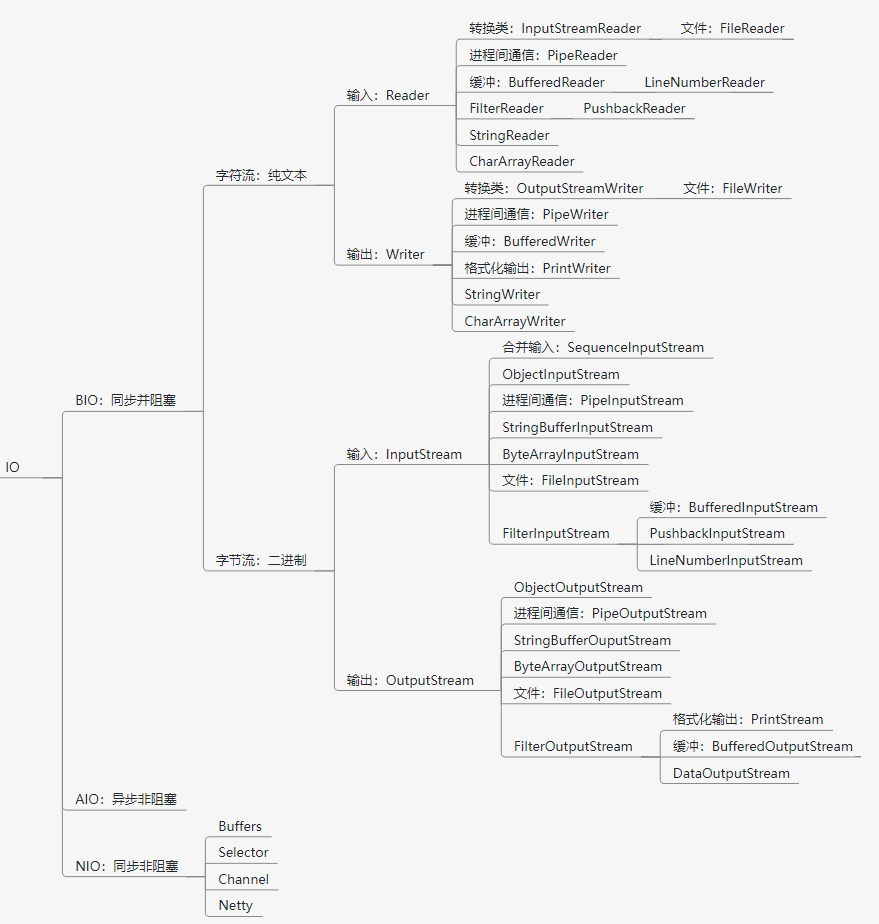 IO
BIO：同步并阻塞
字符流：纯文本
输入：Reader
转换类：InputStreamReader
文件：FileReader
进程间通信：PipeReader
缓冲：BufferedReader
LineNumberReader
FilterReader
PushbackReader
StringReader
CharArrayReader
输出：Writer
转换类：OutputStreamWriter
文件：FileWriter
进程间通信：PipeWriter
缓冲：BufferedWriter
格式化输出：PrintWriter
StringWriter
CharArrayWriter
字节流：二进制
输入：InputStream
合并输入：SequenceInputStream
ObjectInputStream
进程间通信：PipeInputStream
StringBufferInputStream
ByteArrayInputStream
文件：FileInputStream
FilterInputStream
缓冲：BufferedInputStream
PushbackInputStream
LineNumberInputStream
输出：OutputStream
ObjectOutputStream
进程间通信：PipeOutputStream
StringBufferOuputStream
ByteArrayOutputStream
文件：FileOutputStream
FilterOutputStream
格式化输出：PrintStream
缓冲：BufferedOutputStream
DataOutputStream
AIO：异步非阻塞
NIO：同步非阻塞
Buffers
Selector
Channel
Netty